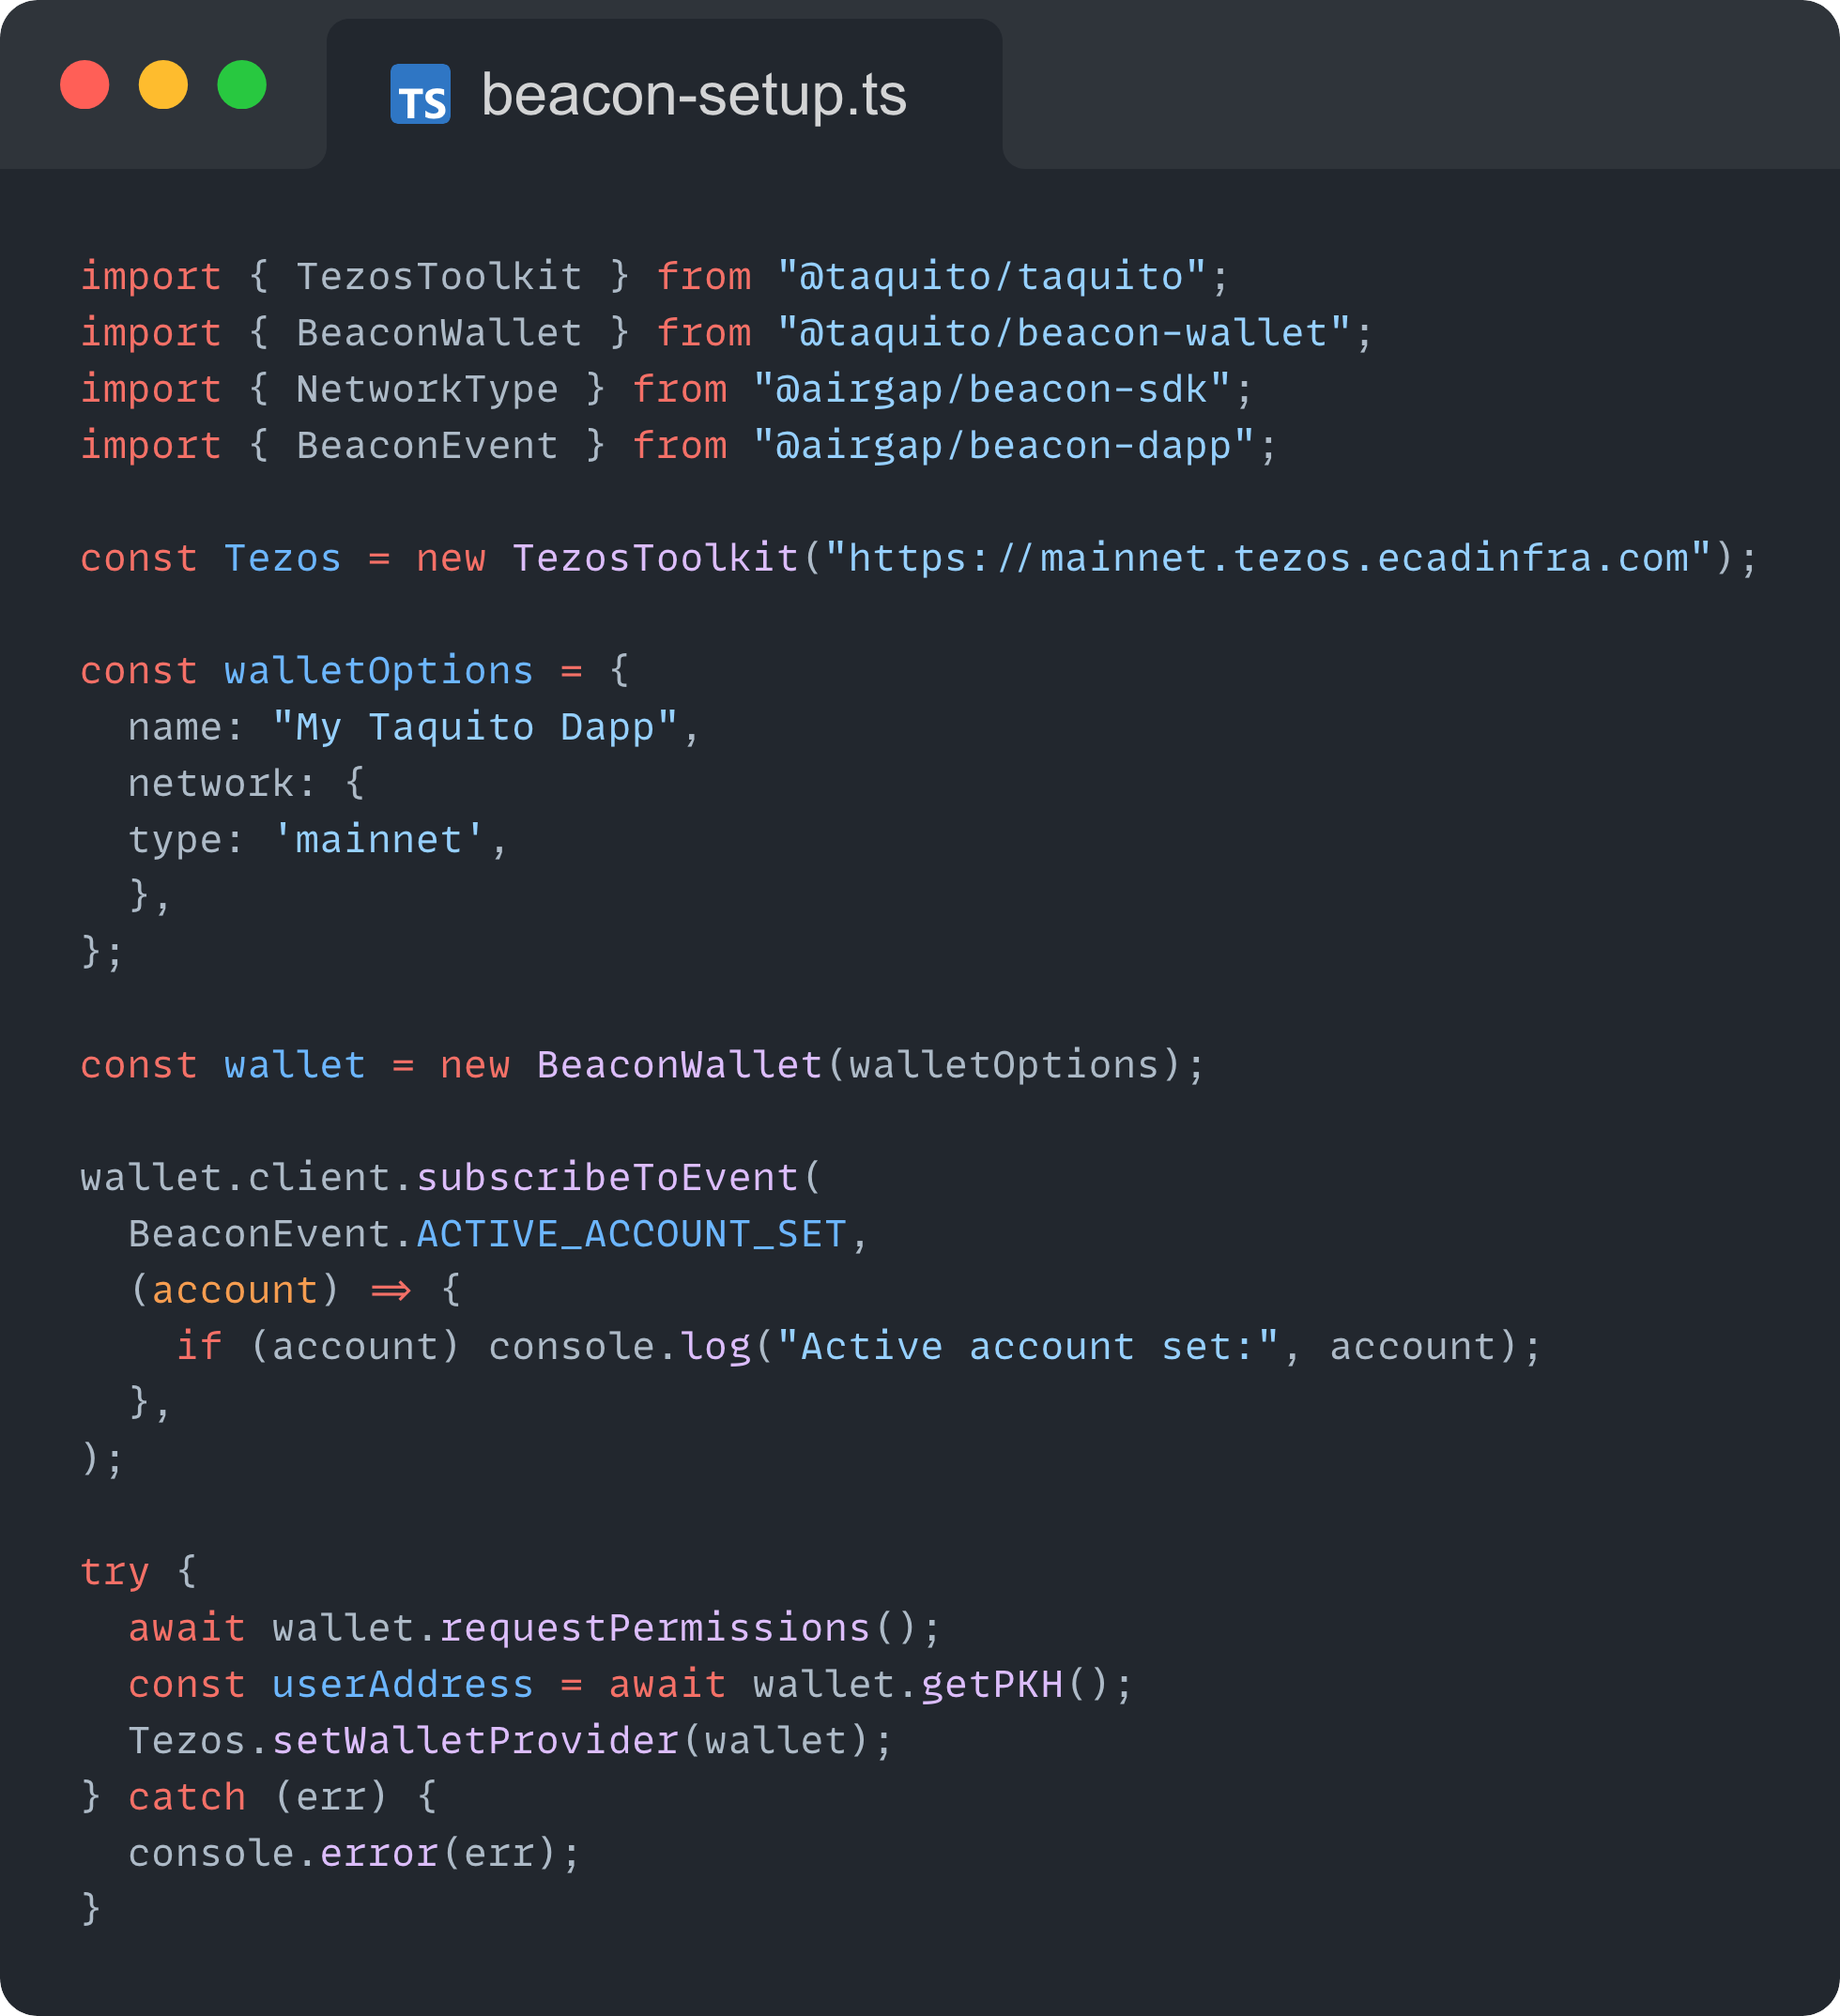 TS beacon-setup.ts
import { TezosToolkit } from "@taquito/taquito";
import { BeaconWallet } from "@taquito/beacon-wallet";
import { NetworkType } from "@airgap/beacon-sdk";
import { BeaconEvent } from "@airgap/beacon-dapp";

const Tezos = new TezosToolkit("https://mainnet.tezos.ecadinfra.com");

const walletOptions = {
  name: "My Taquito Dapp",
  network: {
  type: 'mainnet',
  },
};

const wallet = new BeaconWallet(walletOptions);

wallet.client.subscribeToEvent(
  BeaconEvent.ACTIVE_ACCOUNT_SET,
  (account) => {
    if (account) console.log("Active account set:", account);
  },
);

try {
  await wallet.requestPermissions();
  const userAddress = await wallet.getPKH();
  Tezos.setWalletProvider(wallet);
} catch (err) {
  console.error(err);
}